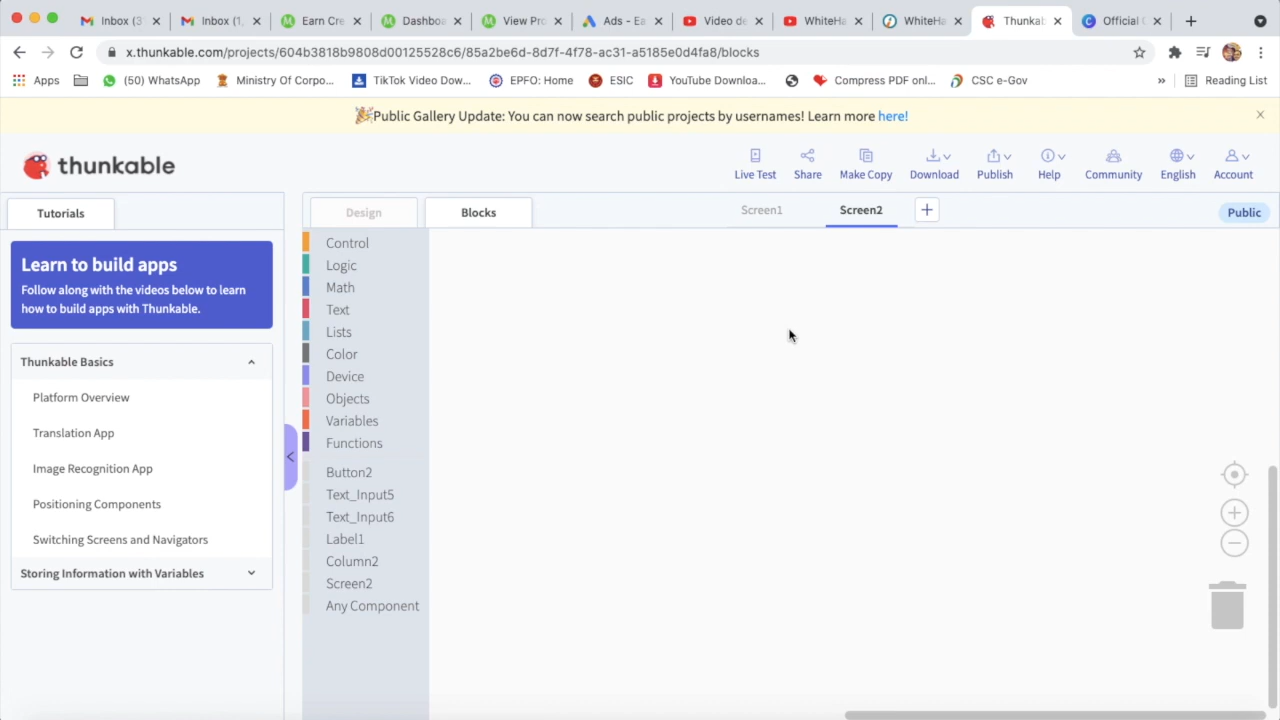 Inbox (3
Inbox (1,
Earn Cre
Dashboa
View Pro
Ads - Ea
Video de
WhiteHa
WhiteHa
Thunkab
Official C
x.thunkable.com/projects/604b3818b9808d00125528c6/85a2be6d-8d7f-4f78-ac31-a5185e0d4fa8/blocks
Apps
(50) WhatsApp
Ministry Of Corpo...
TikTok Video Dow...
EPFO: Home
ESIC
YouTube Downloa...
Compress PDF onl...
CSC e-Gov
»
Reading List
Public Gallery Update: You can now search public projects by usernames! Learn more here!
thunkable
Live Test
Share
Make Copy
Download
Publish
Help
Community
English
Account
Tutorials
Design
Blocks
Screen1
Screen2
+
Public
Learn to build apps
Follow along with the videos below to learn
how to build apps with Thunkable.
Thunkable Basics
Platform Overview
Translation App
Image Recognition App
Positioning Components
Switching Screens and Navigators
Storing Information with Variables
Control
Logic
Math
Text
Lists
Color
Device
Objects
Variables
Functions
Button2
Text_Input5
Text_Input6
Label1
Column2
Screen2
Any Component